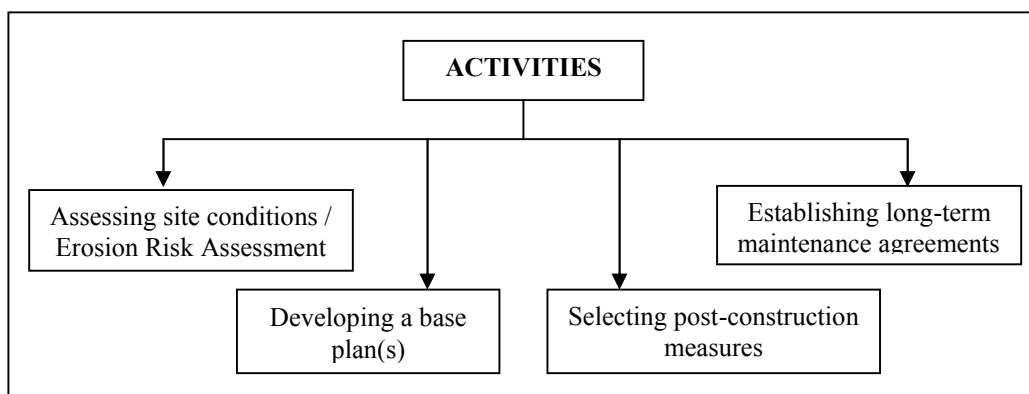 ACTIVITIES
Assessing site conditions /
Erosion Risk Assessment
Developing a base
plan(s)
Selecting post-construction
measures
Establishing long-term
maintenance agreements